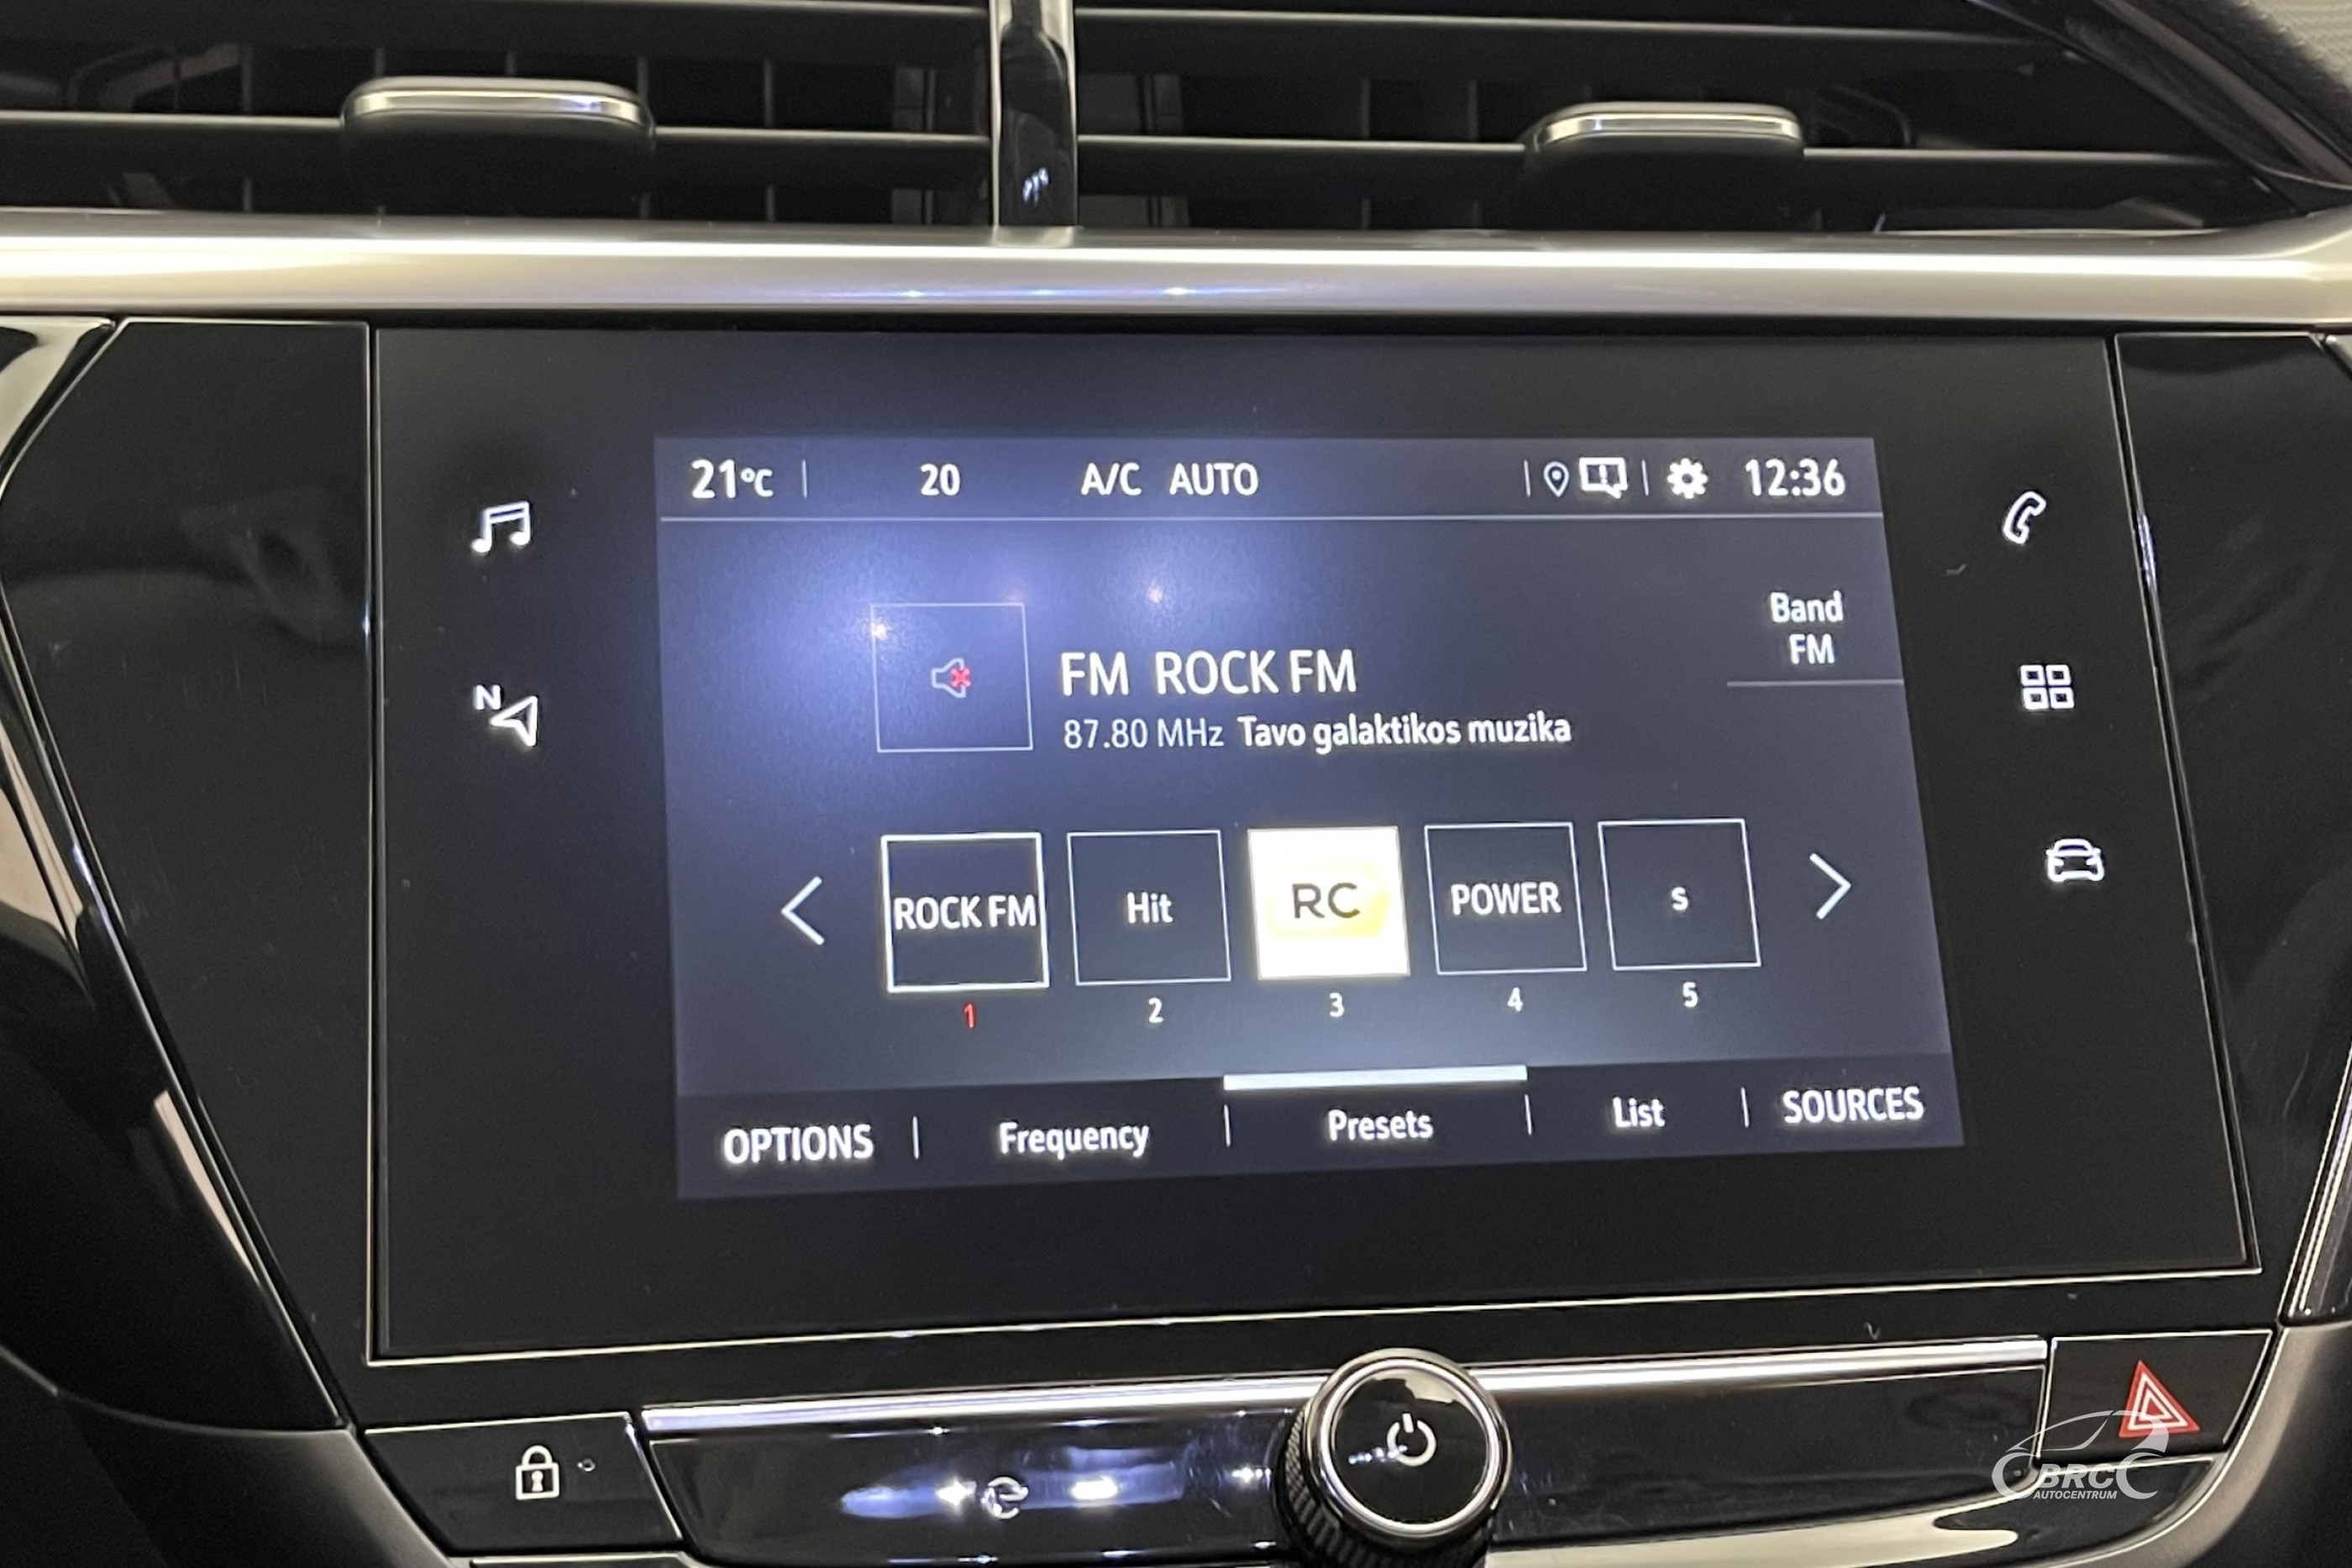 21°C | 20 A/C AUTO | | 12:36
Band
FM
FM ROCK FM
87.80 MHz Tavo galaktikos muzika
N
ROCK FM Hit RC POWER s
1 2 3 4 5
OPTIONS | Frequency | Presets | List | SOURCES
BRC
AUTOCENTRUM